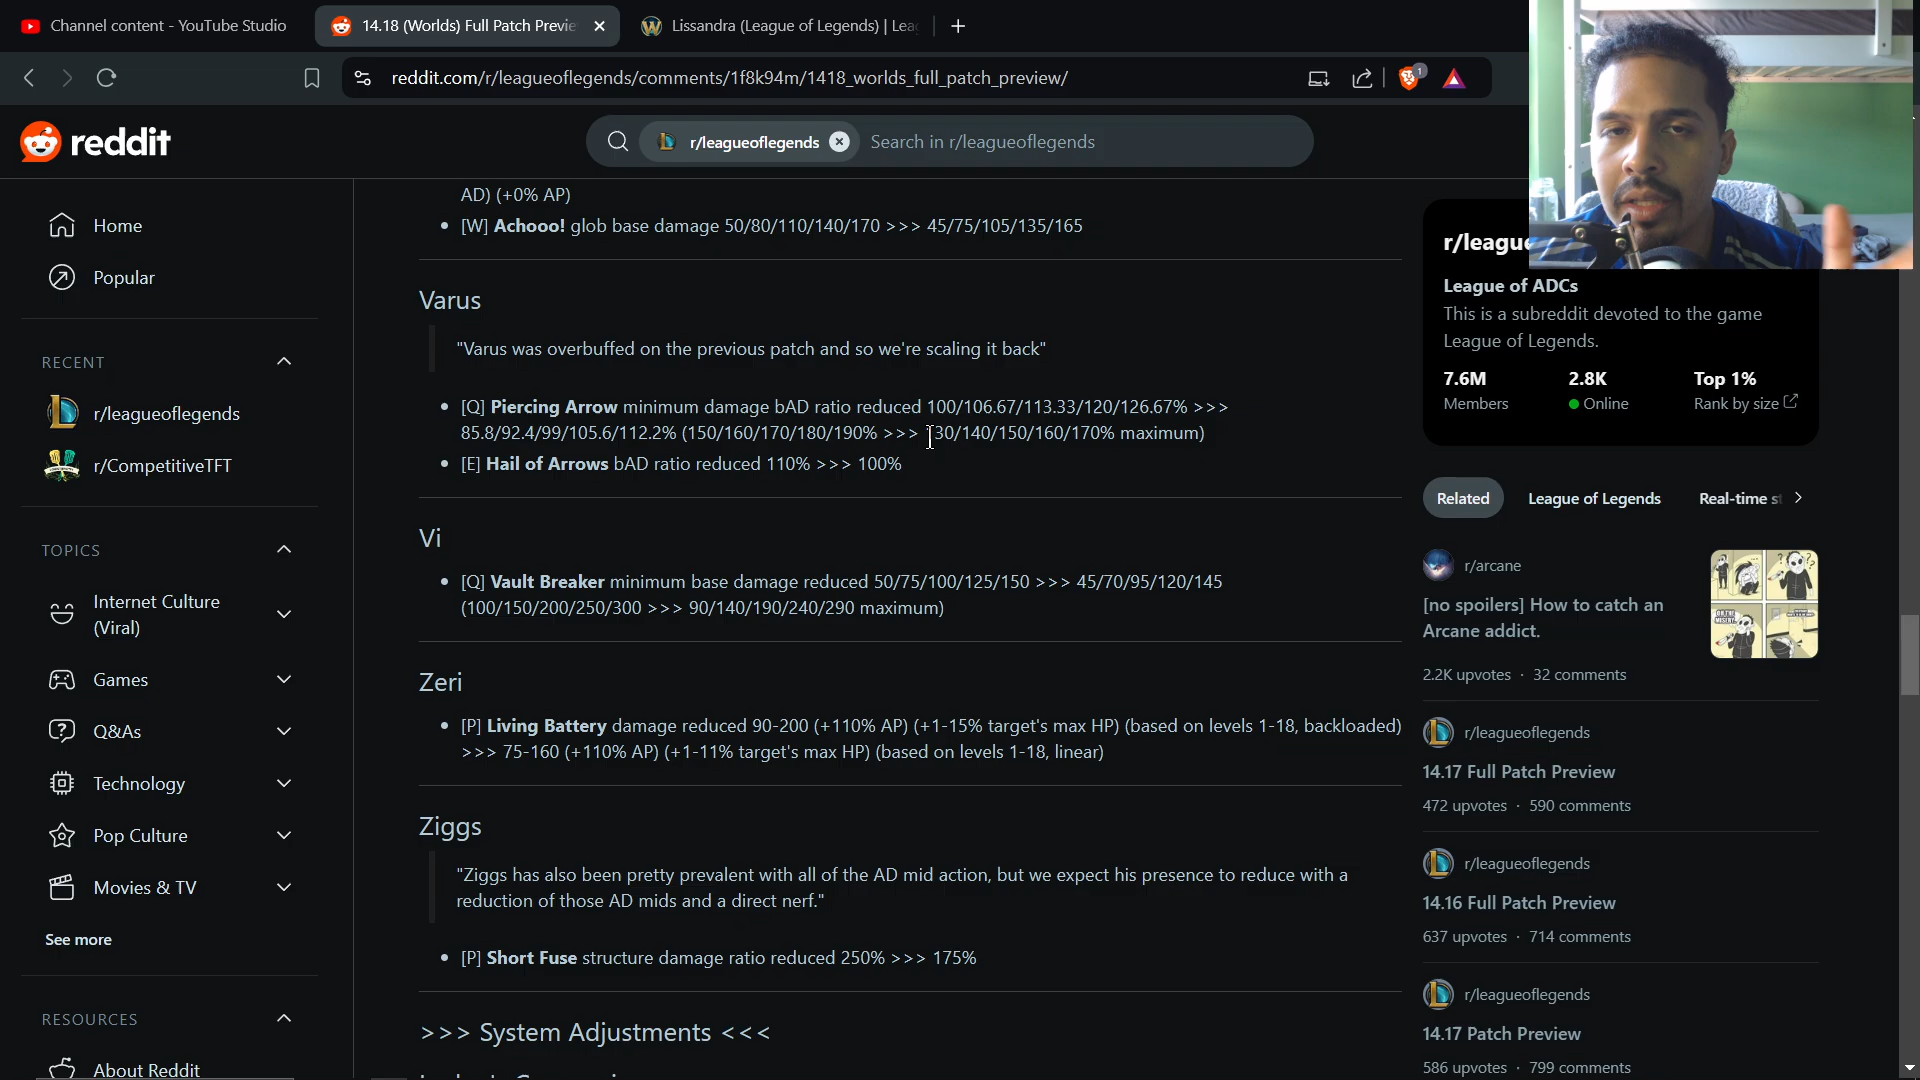 Channel content - YouTube Studio
14.18 (Worlds) Full Patch Previe
Lissandra (League of Legends) | Lea
reddit.com/r/leagueoflegends/comments/1f8k94m/1418_worlds_full_patch_preview/
1
reddit
r/leagueoflegends
Search in r/leagueoflegends
Home
Popular
RECENT
r/leagueoflegends
r/CompetitiveTFT
TOPICS
Internet Culture
(Viral)
Games
Q&As
Technology
Pop Culture
Movies & TV
See more
RESOURCES
About Reddit
AD) (+0% AP)
• [W] Achooo! glob base damage 50/80/110/140/170 >>> 45/75/105/135/165
Varus
"Varus was overbuffed on the previous patch and so we're scaling it back"
• [Q] Piercing Arrow minimum damage bAD ratio reduced 100/106.67/113.33/120/126.67% >>>
85.8/92.4/99/105.6/112.2% (150/160/170/180/190% >>> 130/140/150/160/170% maximum)
• [E] Hail of Arrows bAD ratio reduced 110% >>> 100%
Vi
• [Q] Vault Breaker minimum base damage reduced 50/75/100/125/150 >>> 45/70/95/120/145
(100/150/200/250/300 >>> 90/140/190/240/290 maximum)
Zeri
• [P] Living Battery damage reduced 90-200 (+110% AP) (+1-15% target's max HP) (based on levels 1-18, backloaded)
>>> 75-160 (+110% AP) (+1-11% target's max HP) (based on levels 1-18, linear)
Ziggs
"Ziggs has also been pretty prevalent with all of the AD mid action, but we expect his presence to reduce with a
reduction of those AD mids and a direct nerf."
• [P] Short Fuse structure damage ratio reduced 250% >>> 175%
>>> System Adjustments <<<
r/leagu
League of ADCs
This is a subreddit devoted to the game
League of Legends.
7.6M 2.8K Top 1%
Members Online Rank by size
Related League of Legends Real-time st
r/arcane
[no spoilers] How to catch an
Arcane addict.
2.2K upvotes · 32 comments
r/leagueoflegends
14.17 Full Patch Preview
472 upvotes · 590 comments
r/leagueoflegends
14.16 Full Patch Preview
637 upvotes · 714 comments
r/leagueoflegends
14.17 Patch Preview
586 upvotes · 799 comments